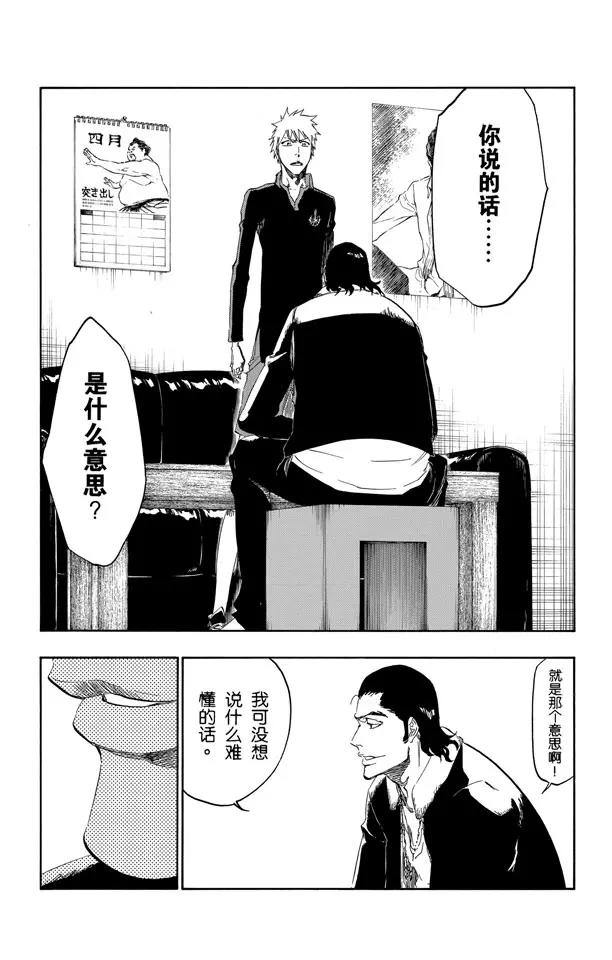 你说的话……
是什么意思？
四月
突き出し
就是那个意思啊！
我可没想
说什么难
懂的话。